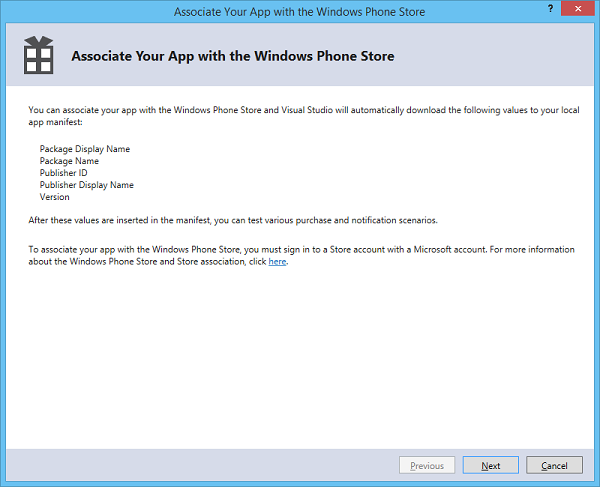 Associate Your App with the Windows Phone Store
?
Associate Your App with the Windows Phone Store
You can associate your app with the Windows Phone Store and Visual Studio will automatically download the following values to your local
app manifest:
Package Display Name
Package Name
Publisher ID
Publisher Display Name
Version
After these values are inserted in the manifest, you can test various purchase and notification scenarios.
To associate your app with the Windows Phone Store, you must sign in to a Store account with a Microsoft account. For more information
about the Windows Phone Store and Store association, click here.
Previous Next Cancel